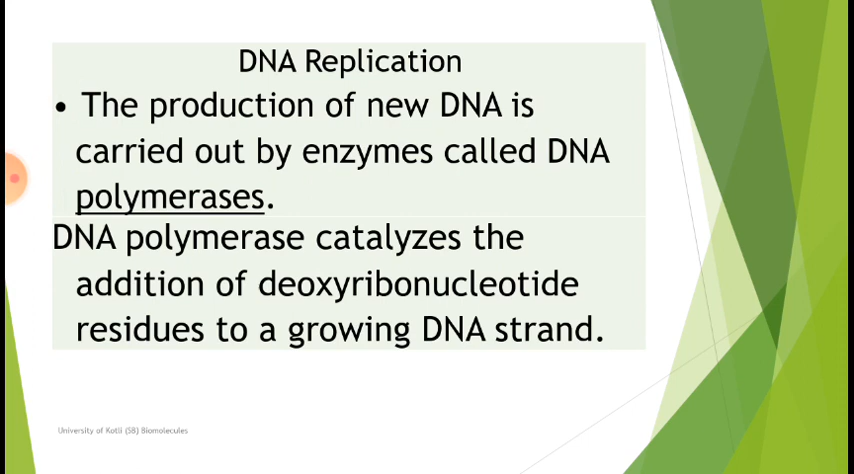 DNA Replication
• The production of new DNA is
carried out by enzymes called DNA
polymerases.
DNA polymerase catalyzes the
addition of deoxyribonucleotide
residues to a growing DNA strand.
University of Kotli (SB) Biomolecules